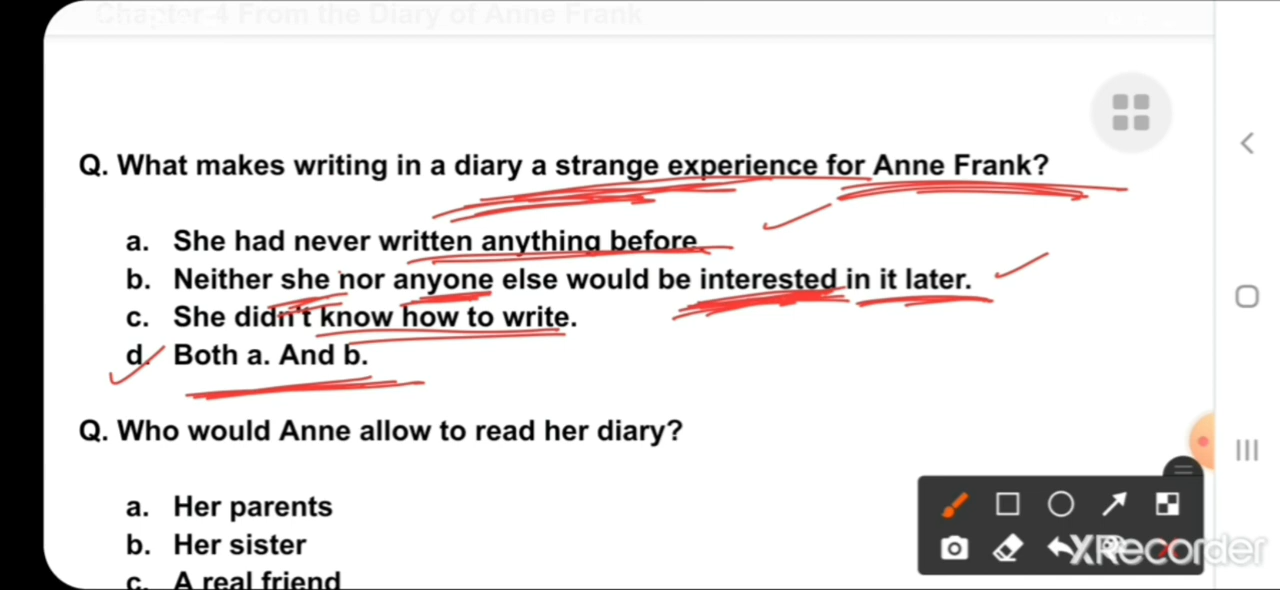 Chapter 4 From the Diary of Anne Frank
Q. What makes writing in a diary a strange experience for Anne Frank?
a. She had never written anything before.
b. Neither she nor anyone else would be interested in it later.
c. She didn't know how to write.
d. Both a. And b.
Q. Who would Anne allow to read her diary?
a. Her parents
b. Her sister
c. A real friend
XRecorder